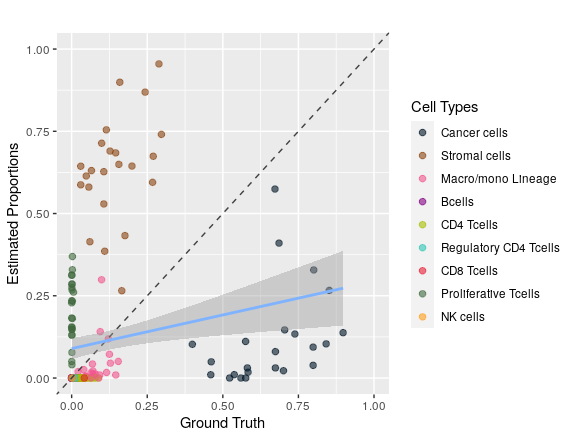 1.00
0.75
0.50
0.25
0.00
Estimated Proportions
0.00 0.25 0.50 0.75 1.00
Ground Truth
Cell Types
Cancer cells
Stromal cells
Macro/mono LIneage
Bcells
CD4 Tcells
Regulatory CD4 Tcells
CD8 Tcells
Proliferative Tcells
NK cells